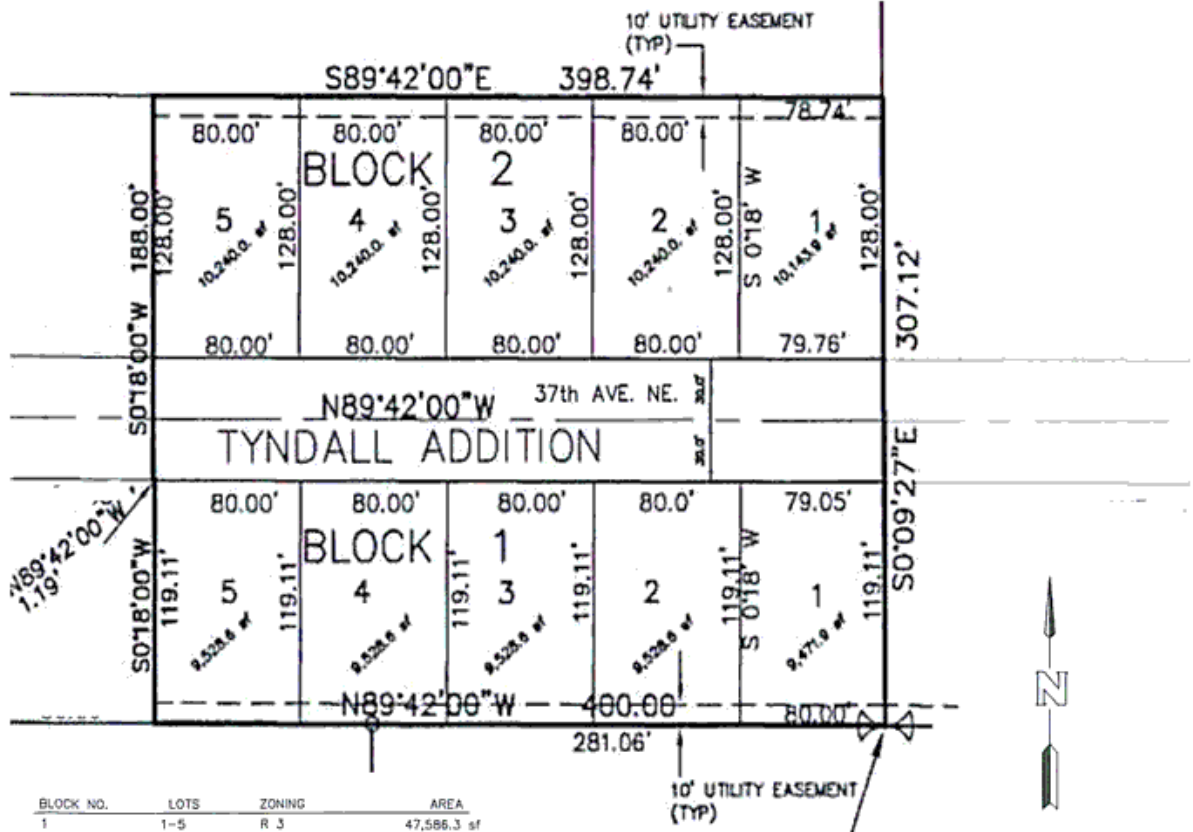 10' UTILITY EASEMENT
(TYP)
S89°42'00"E 398.74'
80.00' 80.00' 80.00' 80.00' 78.74'
BLOCK 2
S0°18'00"W 188.00'
128.00' 128.00' 128.00' 128.00' 128.00' S 0°18' W 128.00'
5 4 3 2 1
10,240.0. sf 10,240.0. sf 10,240.0. sf 10,240.0. sf 10,143.9 sf
80.00' 80.00' 80.00' 80.00' 79.76'
307.12'
S0°09'27"E
37th AVE. NE.
30.0'
N89°42'00"W
TYNDALL ADDITION
30.0'
80.00' 80.00' 80.00' 80.0' 79.05'
N89°42'00"W
1.19'
BLOCK 1
S0°18'00"W
119.11' 119.11' 119.11' 119.11' 119.11' S 0°18' W 119.11'
5 4 3 2 1
9,528.6 sf 9,528.6 sf 9,528.6 sf 9,528.6 sf 9,471.9 sf
N89°42'00"W 400.00' 80.00'
281.06'
10' UTILITY EASEMENT
(TYP)
N
BLOCK NO. LOTS ZONING AREA
1 1-5 R 3 47,586.3 sf